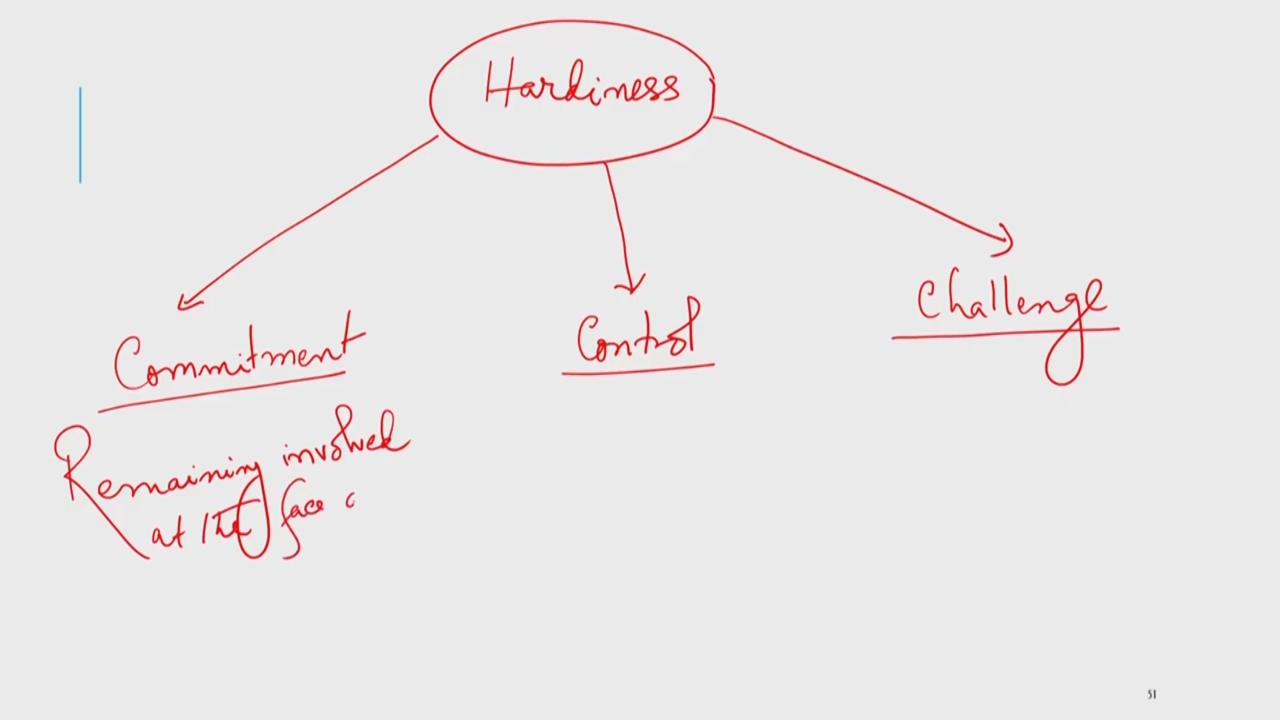 Hardiness
Commitment
Control
Challenge
Remaining involved
at the face
51